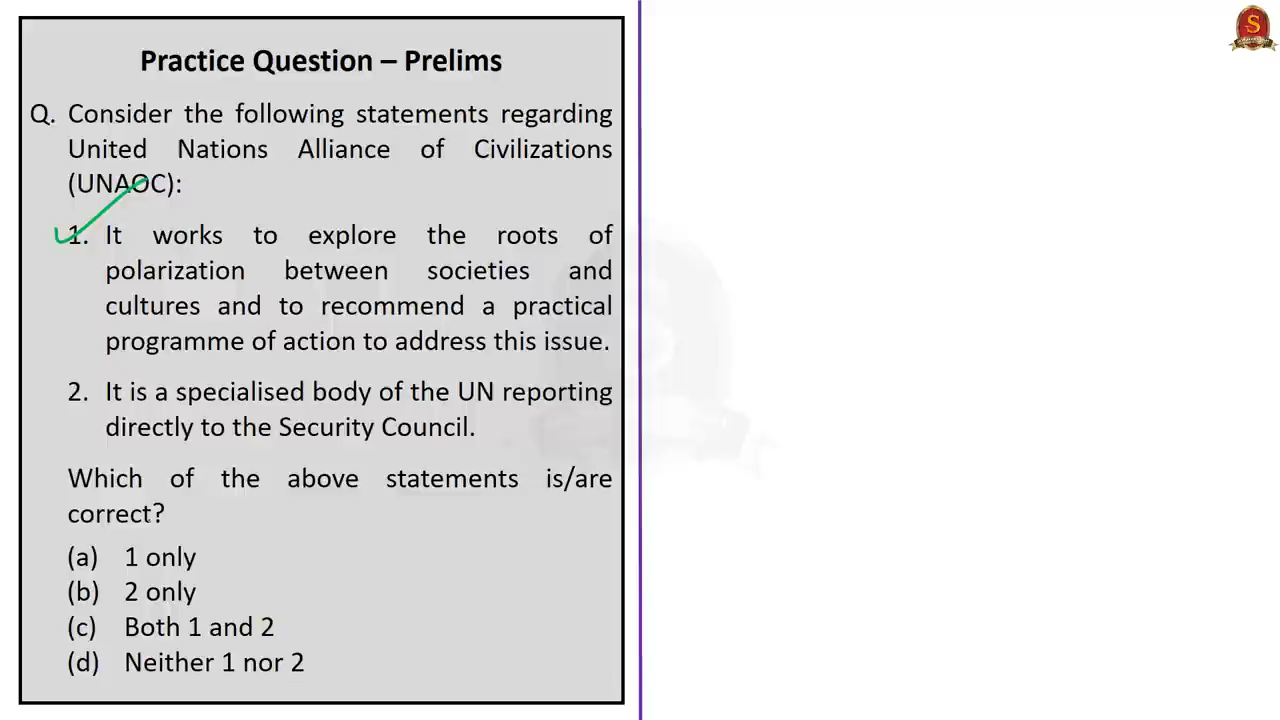 Practice Question – Prelims
Q. Consider the following statements regarding
United Nations Alliance of Civilizations
(UNAOC):
1. It works to explore the roots of
polarization between societies and
cultures and to recommend a practical
programme of action to address this issue.
2. It is a specialised body of the UN reporting
directly to the Security Council.
Which of the above statements is/are
correct?
(a) 1 only
(b) 2 only
(c) Both 1 and 2
(d) Neither 1 nor 2
S